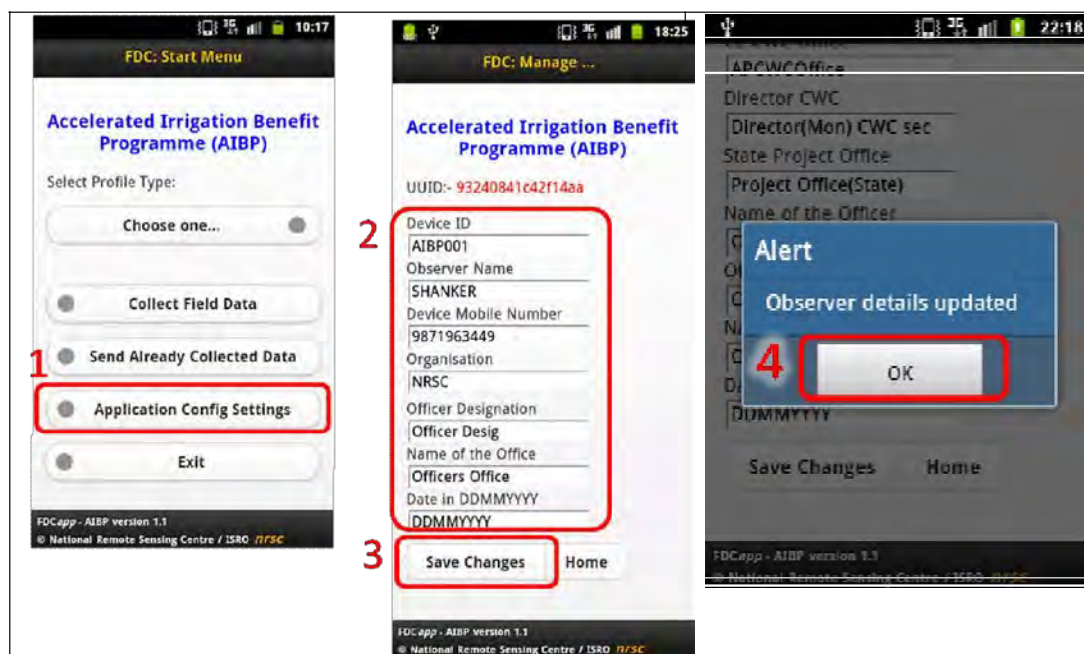 10:17
FDC: Start Menu
Accelerated Irrigation Benefit
Programme (AIBP)
Select Profile Type:
Choose one...
Collect Field Data
Send Already Collected Data
1
Application Config Settings
Exit
FDCapp - AIBP version 1.1
© National Remote Sensing Centre / ISRO nrsc
18:25
FDC: Manage ...
Accelerated Irrigation Benefit
Programme (AIBP)
UUID:- 93240841c42f14aa
2
Device ID
AIBP001
Observer Name
SHANKER
Device Mobile Number
9871963449
Organisation
NRSC
Officer Designation
Officer Desig
Name of the Office
Officers Office
Date in DDMMYYYY
DDMMYYYY
3
Save Changes
Home
FDCapp - AIBP version 1.1
© National Remote Sensing Centre / ISRO nrsc
22:18
APCWCOffice
Director CWC
Director(Mon) CWC sec
State Project Office
Project Office(State)
Name of the Officer
Alert
Observer details updated
4
OK
DDMMYYYY
Save Changes
Home
FDCapp - AIBP version 1.1
© National Remote Sensing Centre / ISRO nrsc